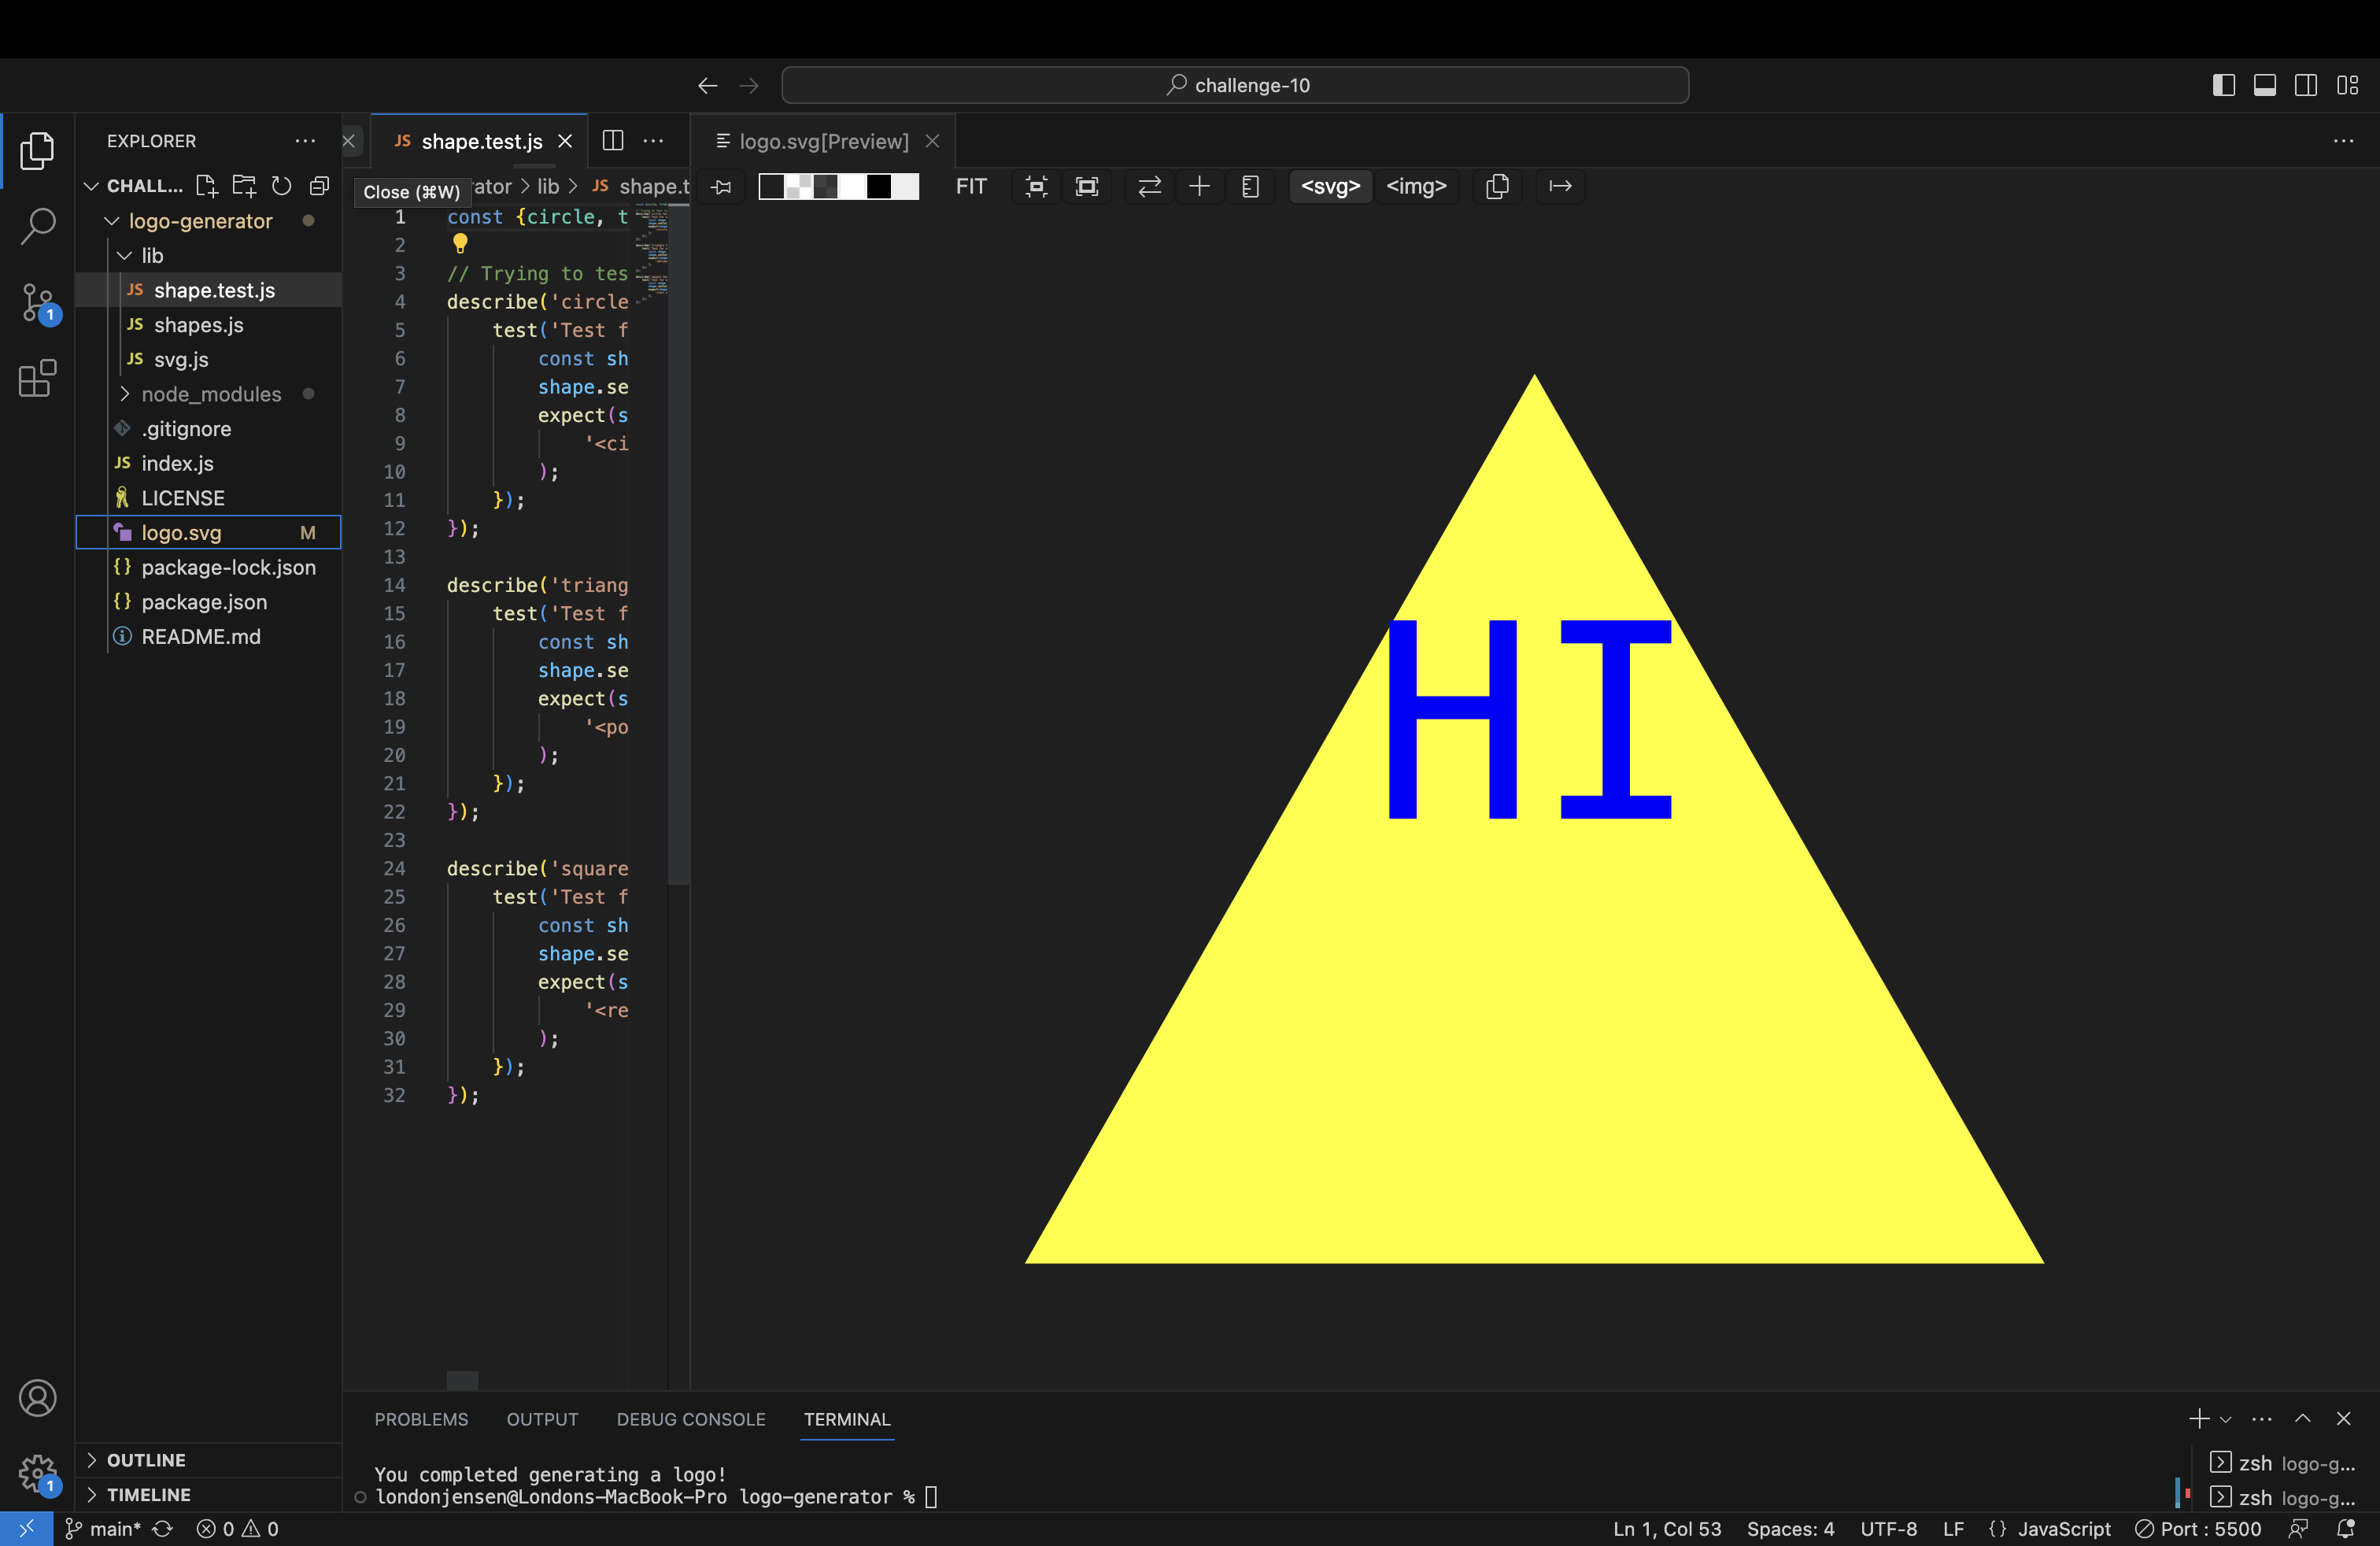 challenge-10
EXPLORER
CHALL...
logo-generator
lib
JS shape.test.js
JS shapes.js
JS svg.js
node_modules
.gitignore
JS index.js
LICENSE
logo.svg M
{} package-lock.json
{} package.json
README.md
OUTLINE
TIMELINE
JS shape.test.js
Close (⌘W)
rator > lib > JS shape.t
1 const {circle, t
2
3 // Trying to tes
4 describe('circle
5 test('Test f
6 const sh
7 shape.se
8 expect(s
9 '<ci
10 );
11 });
12 });
13
14 describe('triang
15 test('Test f
16 const sh
17 shape.se
18 expect(s
19 '<po
20 );
21 });
22 });
23
24 describe('square
25 test('Test f
26 const sh
27 shape.se
28 expect(s
29 '<re
30 );
31 });
32 });
logo.svg[Preview]
FIT <svg> <img>
HI
PROBLEMS OUTPUT DEBUG CONSOLE TERMINAL
You completed generating a logo!
londonjensen@Londons-MacBook-Pro logo-generator %
zsh logo-g...
zsh logo-g...
1
1
main* 0 0 Ln 1, Col 53 Spaces: 4 UTF-8 LF {} JavaScript Port : 5500